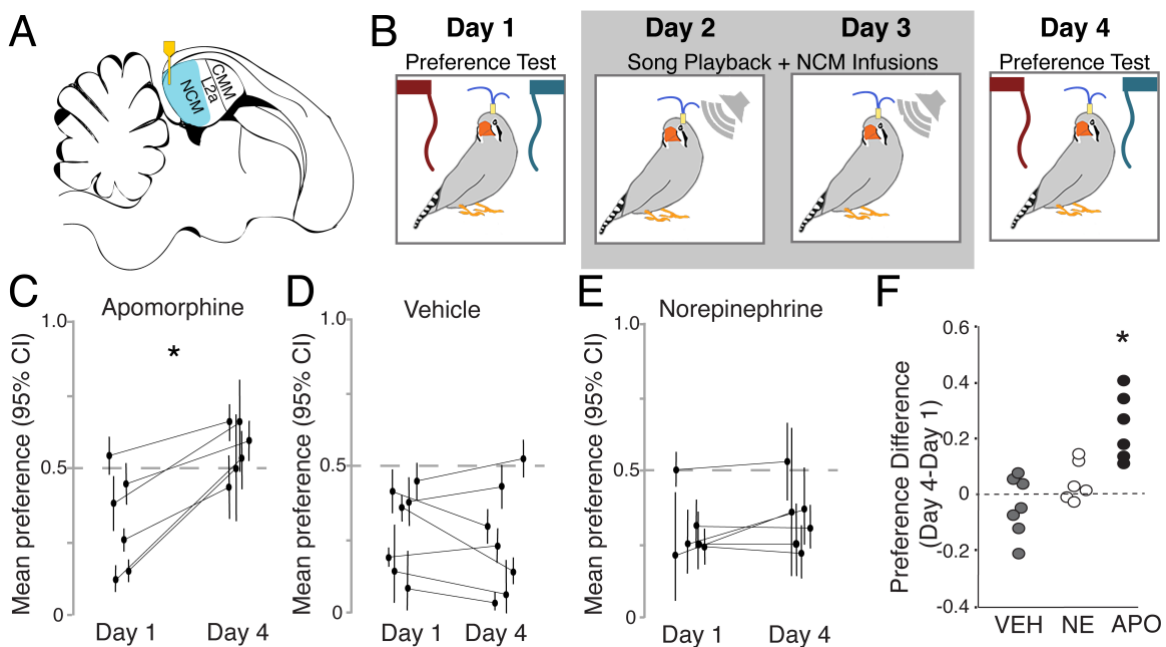 A
NCM
L2a
CMM
B
Day 1
Day 2
Day 3
Day 4
Preference Test
Song Playback + NCM Infusions
Preference Test
C
Apomorphine
Mean preference (95% CI)
1.0
0.5
0
*
Day 1
Day 4
D
Vehicle
Mean preference (95% CI)
1.0
0.5
0
Day 1
Day 4
E
Norepinephrine
Mean preference (95% CI)
1.0
0.5
0
Day 1
Day 4
F
Preference Difference
(Day 4-Day 1)
0.6
0.4
0.2
0
-0.2
-0.4
*
VEH
NE
APO